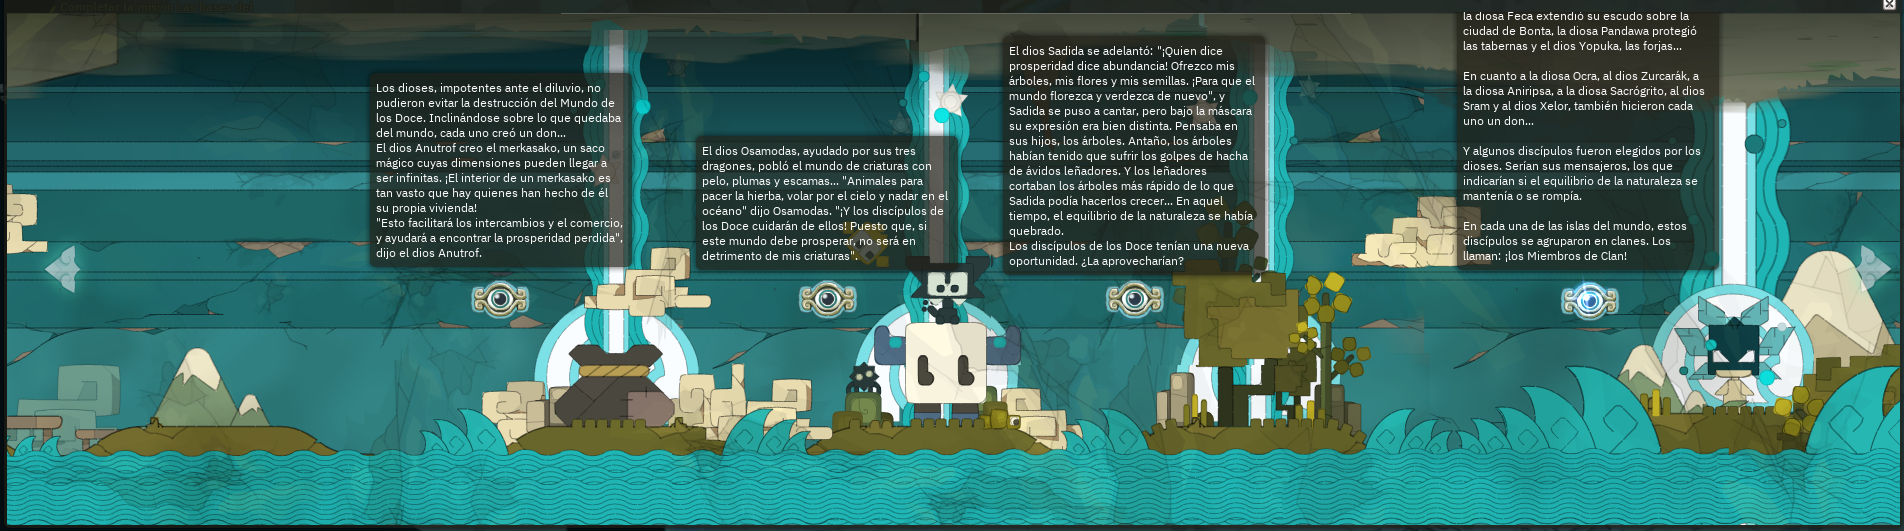 Completa
Los dioses, impotentes ante el diluvio, no
pudieron evitar la destrucción del Mundo de
los Doce. Inclinándose sobre lo que quedaba
del mundo, cada uno creó un don...
El dios Anutrof creo el merkasako, un saco
mágico cuyas dimensiones pueden llegar a
ser infinitas. ¡El interior de un merkasako es
tan vasto que hay quienes han hecho de él
su propia vivienda!
"Esto facilitará los intercambios y el comercio,
y ayudará a encontrar la prosperidad perdida",
dijo el dios Anutrof.
El dios Osamodas, ayudado por sus tres
dragones, pobló el mundo de criaturas con
pelo, plumas y escamas... "Animales para
pacer la hierba, volar por el cielo y nadar en el
océano" dijo Osamodas. "¡Y los discípulos de
los Doce cuidarán de ellos! Puesto que, si
este mundo debe prosperar, no será en
detrimento de mis criaturas".
El dios Sadida se adelantó: "¡Quien dice
prosperidad dice abundancia! Ofrezco mis
árboles, mis flores y mis semillas. ¡Para que el
mundo florezca y verdezca de nuevo", y
Sadida se puso a cantar, pero bajo la máscara
su expresión era bien distinta. Pensaba en
sus hijos, los árboles. Antaño, los árboles
habían tenido que sufrir los golpes de hacha
de ávidos leñadores. Y los leñadores
cortaban los árboles más rápido de lo que
Sadida podía hacerlos crecer... En aquel
tiempo, el equilibrio de la naturaleza se había
quebrado.
Los discípulos de los Doce tenían una nueva
oportunidad. ¿La aprovecharían?
la diosa Feca extendió su escudo sobre la
ciudad de Bonta, la diosa Pandawa protegió
las tabernas y el dios Yopuka, las forjas...
En cuanto a la diosa Ocra, al dios Zurcarák, a
la diosa Aniripsa, a la diosa Sacrógrito, al dios
Sram y al dios Xelor, también hicieron cada
uno un don...
Y algunos discípulos fueron elegidos por los
dioses. Serían sus mensajeros, los que
indicarían si el equilibrio de la naturaleza se
mantenía o se rompía.
En cada una de las islas del mundo, estos
discípulos se agruparon en clanes. Los
llaman: ¡los Miembros de Clan!